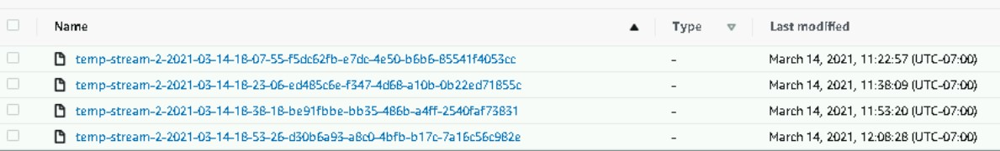 Name Type Last modified
temp-stream-2-2021-03-14-18-07-55-f5dc62fb-e7dc-4e50-b6b6-85541f4053cc - March 14, 2021, 11:22:57 (UTC-07:00)
temp-stream-2-2021-03-14-18-23-06-ed485c6e-f347-4d68-a10b-0b22ed71855c - March 14, 2021, 11:38:09 (UTC-07:00)
temp-stream-2-2021-03-14-18-38-18-be91fbbe-bb35-486b-a4ff-2540faf73831 - March 14, 2021, 11:53:20 (UTC-07:00)
temp-stream-2-2021-03-14-18-53-26-d30b6a93-a8c0-4bfb-b17c-7a16c56c982e - March 14, 2021, 12:08:28 (UTC-07:00)